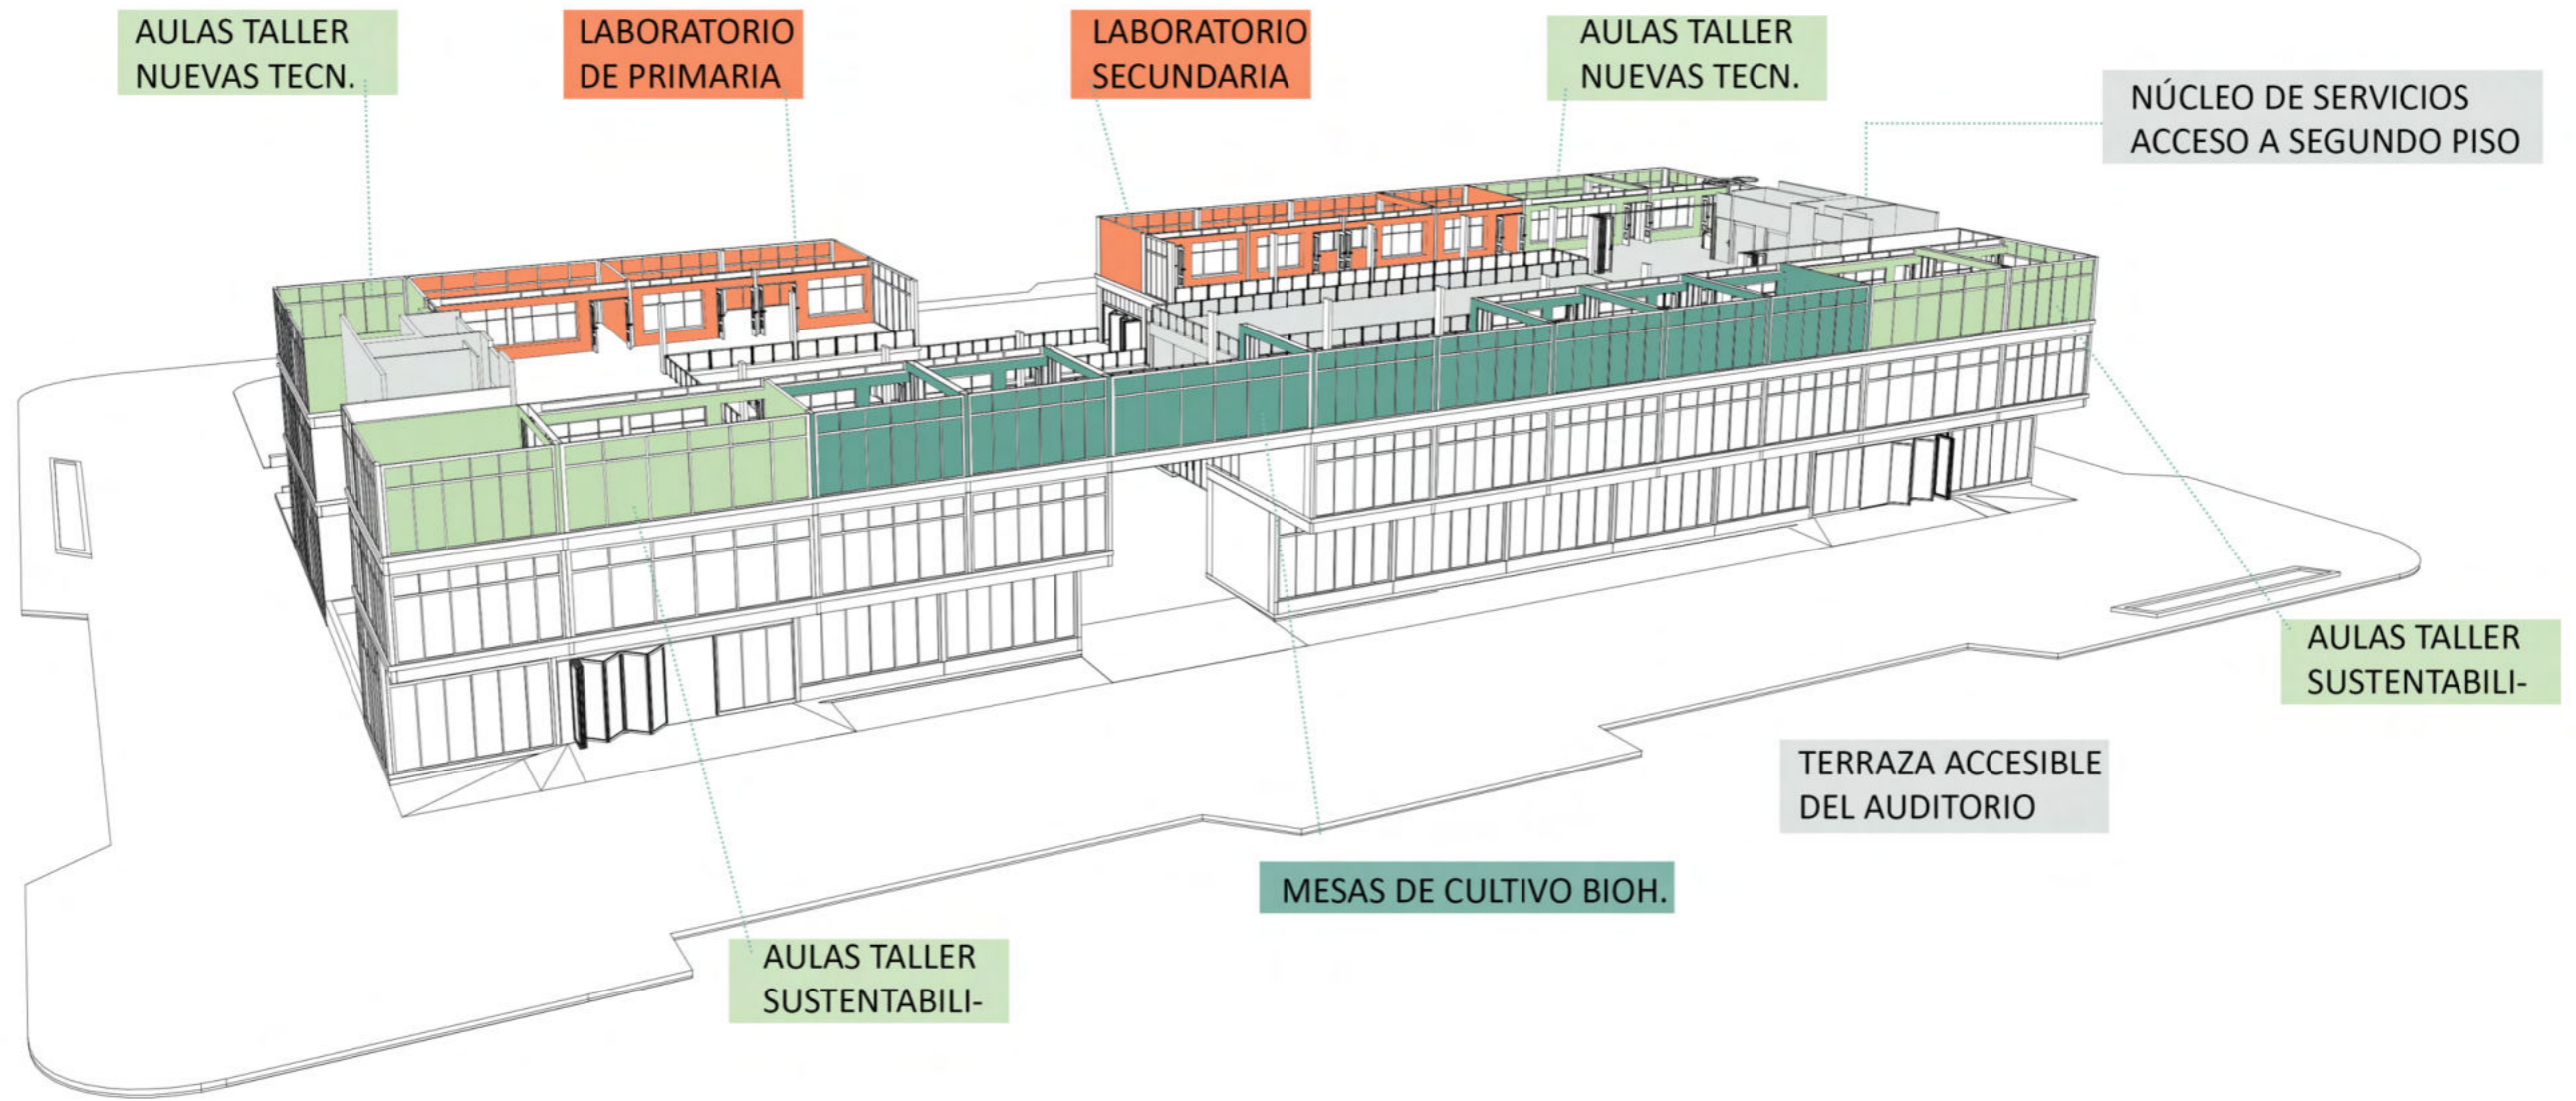 AULAS TALLER
NUEVAS TECN.
LABORATORIO
DE PRIMARIA
LABORATORIO
SECUNDARIA
AULAS TALLER
NUEVAS TECN.
NÚCLEO DE SERVICIOS
ACCESO A SEGUNDO PISO
AULAS TALLER
SUSTENTABILI-
TERRAZA ACCESIBLE
DEL AUDITORIO
MESAS DE CULTIVO BIOH.
AULAS TALLER
SUSTENTABILI-